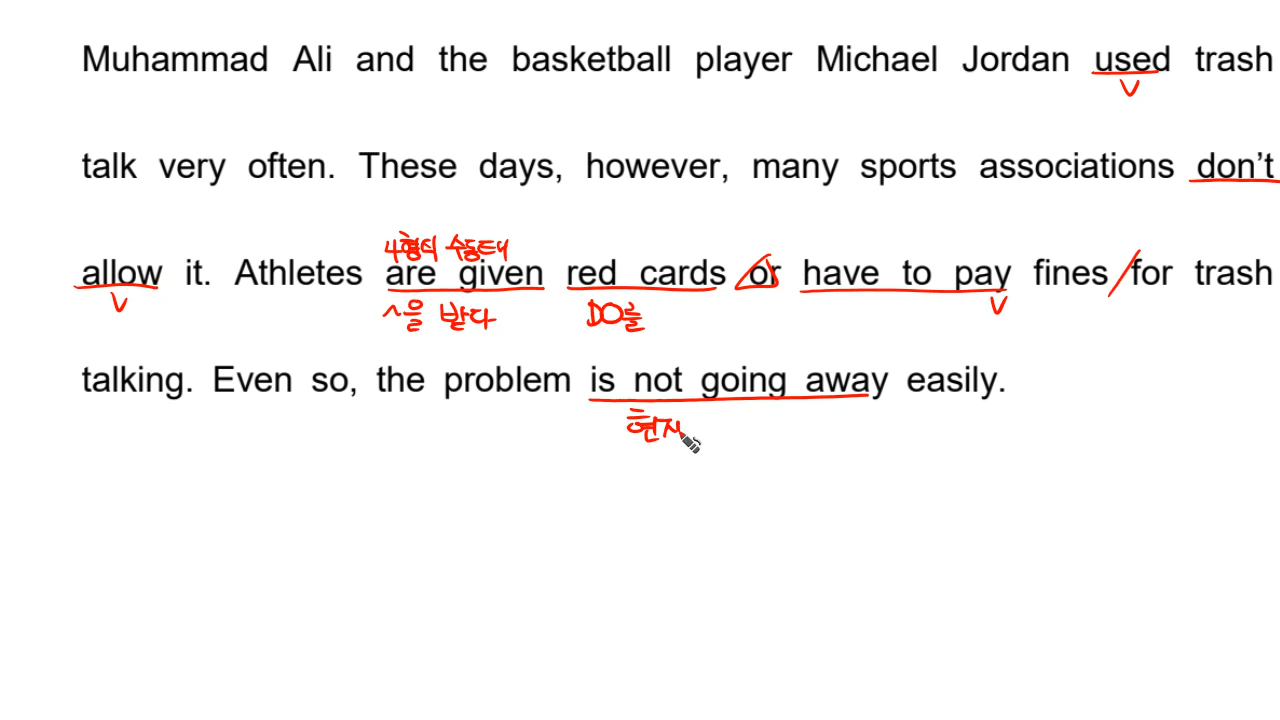 Muhammad Ali and the basketball player Michael Jordan used trash
V
talk very often. These days, however, many sports associations don't
4형식 수동태
allow it. Athletes are given red cards or have to pay fines / for trash
V ~을 받다 DO를 V
talking. Even so, the problem is not going away easily.
현자